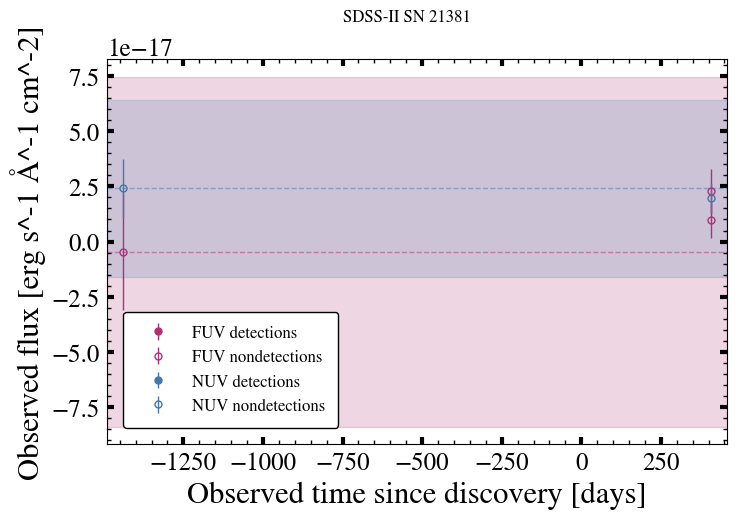 SDSS-II SN 21381
1e−17
7.5
5.0
2.5
0.0
−2.5
−5.0
−7.5
Observed flux [erg s^-1 Å^-1 cm^-2]
FUV detections
FUV nondetections
NUV detections
NUV nondetections
−1250 −1000 −750 −500 −250 0 250
Observed time since discovery [days]